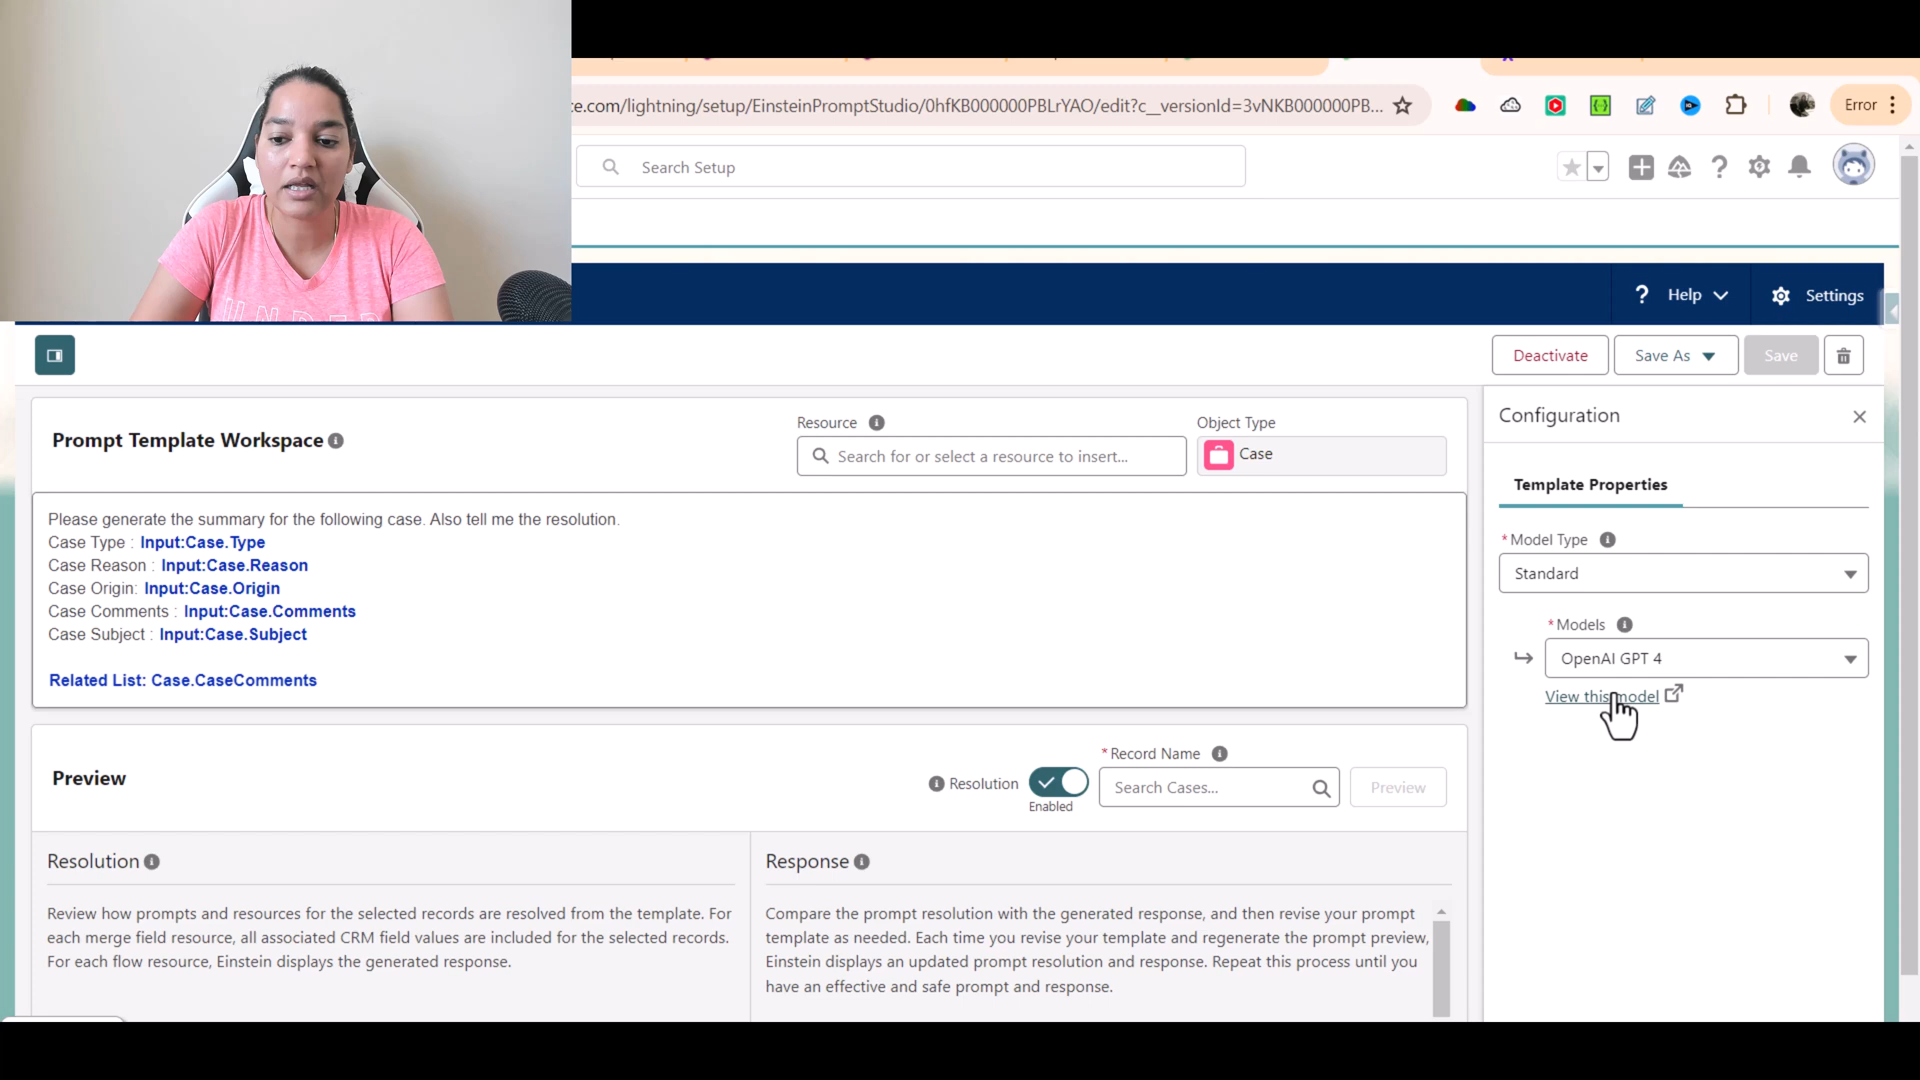 ce.com/lightning/setup/EinsteinPromptStudio/0hfKB000000PBLrYAO/edit?c__versionId=3vNKB000000PB...
Error
Search Setup
Help
Settings
Deactivate
Save As
Save
Prompt Template Workspace
Resource
Search for or select a resource to insert...
Object Type
Case
Please generate the summary for the following case. Also tell me the resolution.
Case Type : Input:Case.Type
Case Reason : Input:Case.Reason
Case Origin: Input:Case.Origin
Case Comments : Input:Case.Comments
Case Subject : Input:Case.Subject
Related List: Case.CaseComments
Configuration
Template Properties
* Model Type
Standard
* Models
OpenAI GPT 4
View this model
Preview
Resolution
Enabled
* Record Name
Search Cases...
Preview
Resolution
Review how prompts and resources for the selected records are resolved from the template. For
each merge field resource, all associated CRM field values are included for the selected records.
For each flow resource, Einstein displays the generated response.
Response
Compare the prompt resolution with the generated response, and then revise your prompt
template as needed. Each time you revise your template and regenerate the prompt preview,
Einstein displays an updated prompt resolution and response. Repeat this process until you
have an effective and safe prompt and response.